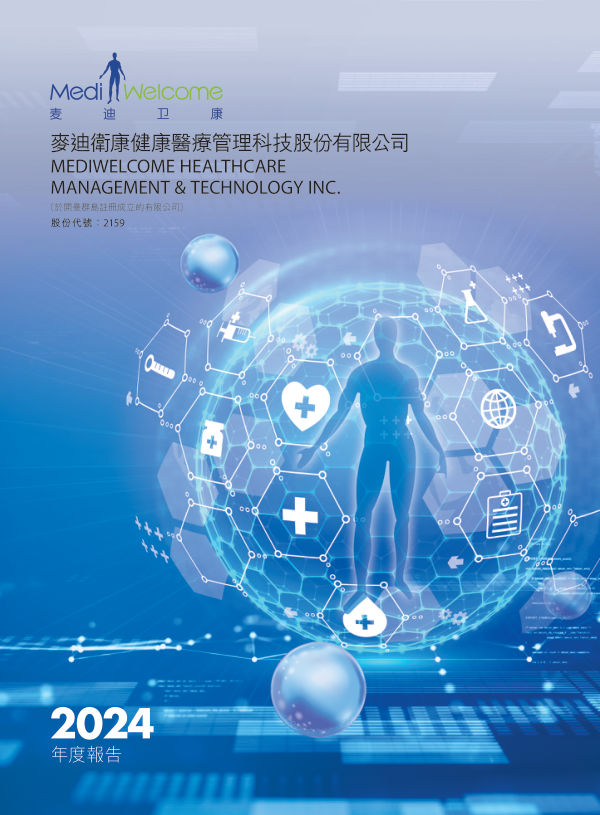 Medi Welcome
麦迪卫康
麥迪衛康健康醫療管理科技股份有限公司
MEDIWELCOME HEALTHCARE
MANAGEMENT & TECHNOLOGY INC.
(於開曼群島註冊成立的有限公司)
股份代號：2159
2024
年度報告